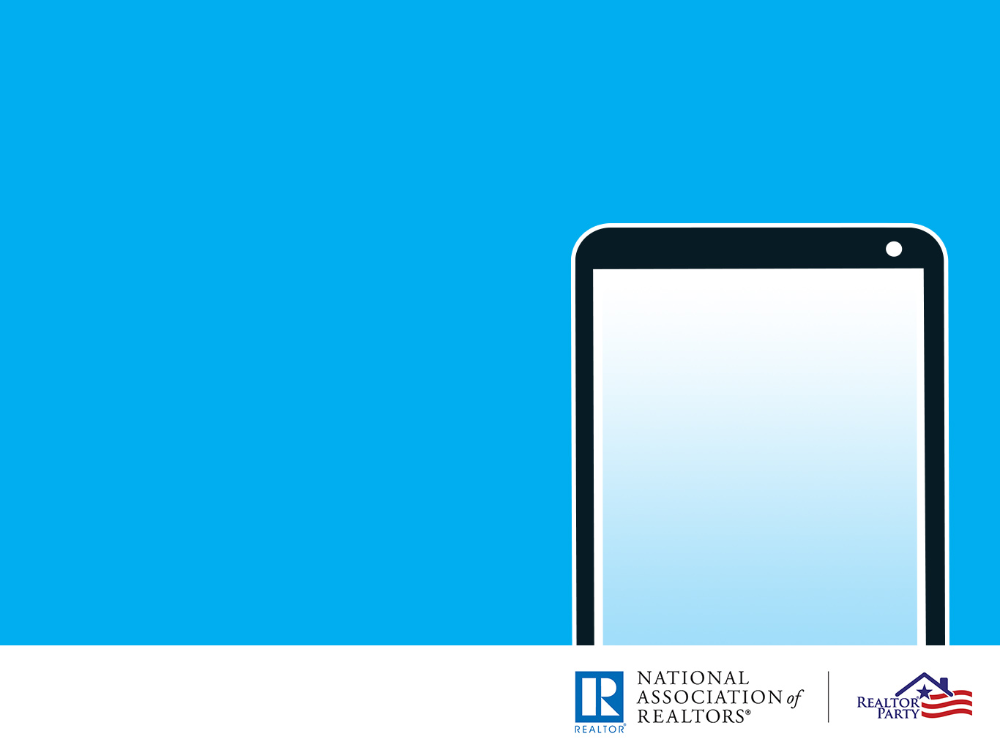 NATIONAL
ASSOCIATION of
REALTORS®
REALTOR®
REALTOR®
PARTY